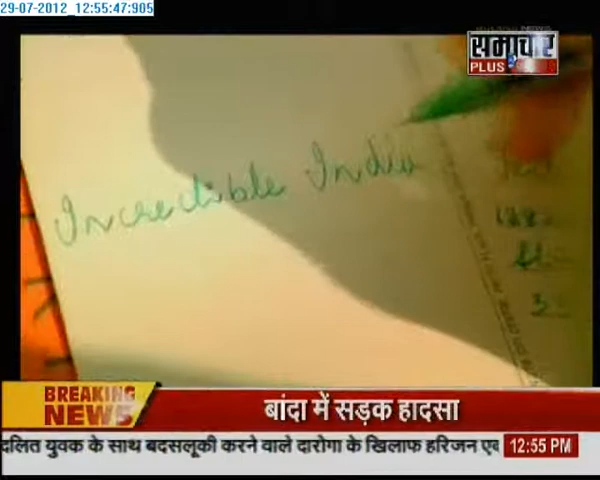 29-07-2012_12:55:47:905
समाचार
PLUS
Incredible India
BREAKING
NEWS
बांदा में सड़क हादसा
दलित युवक के साथ बदसलूकी करने वाले दारोगा के खिलाफ हरिजन एव
12:55 PM